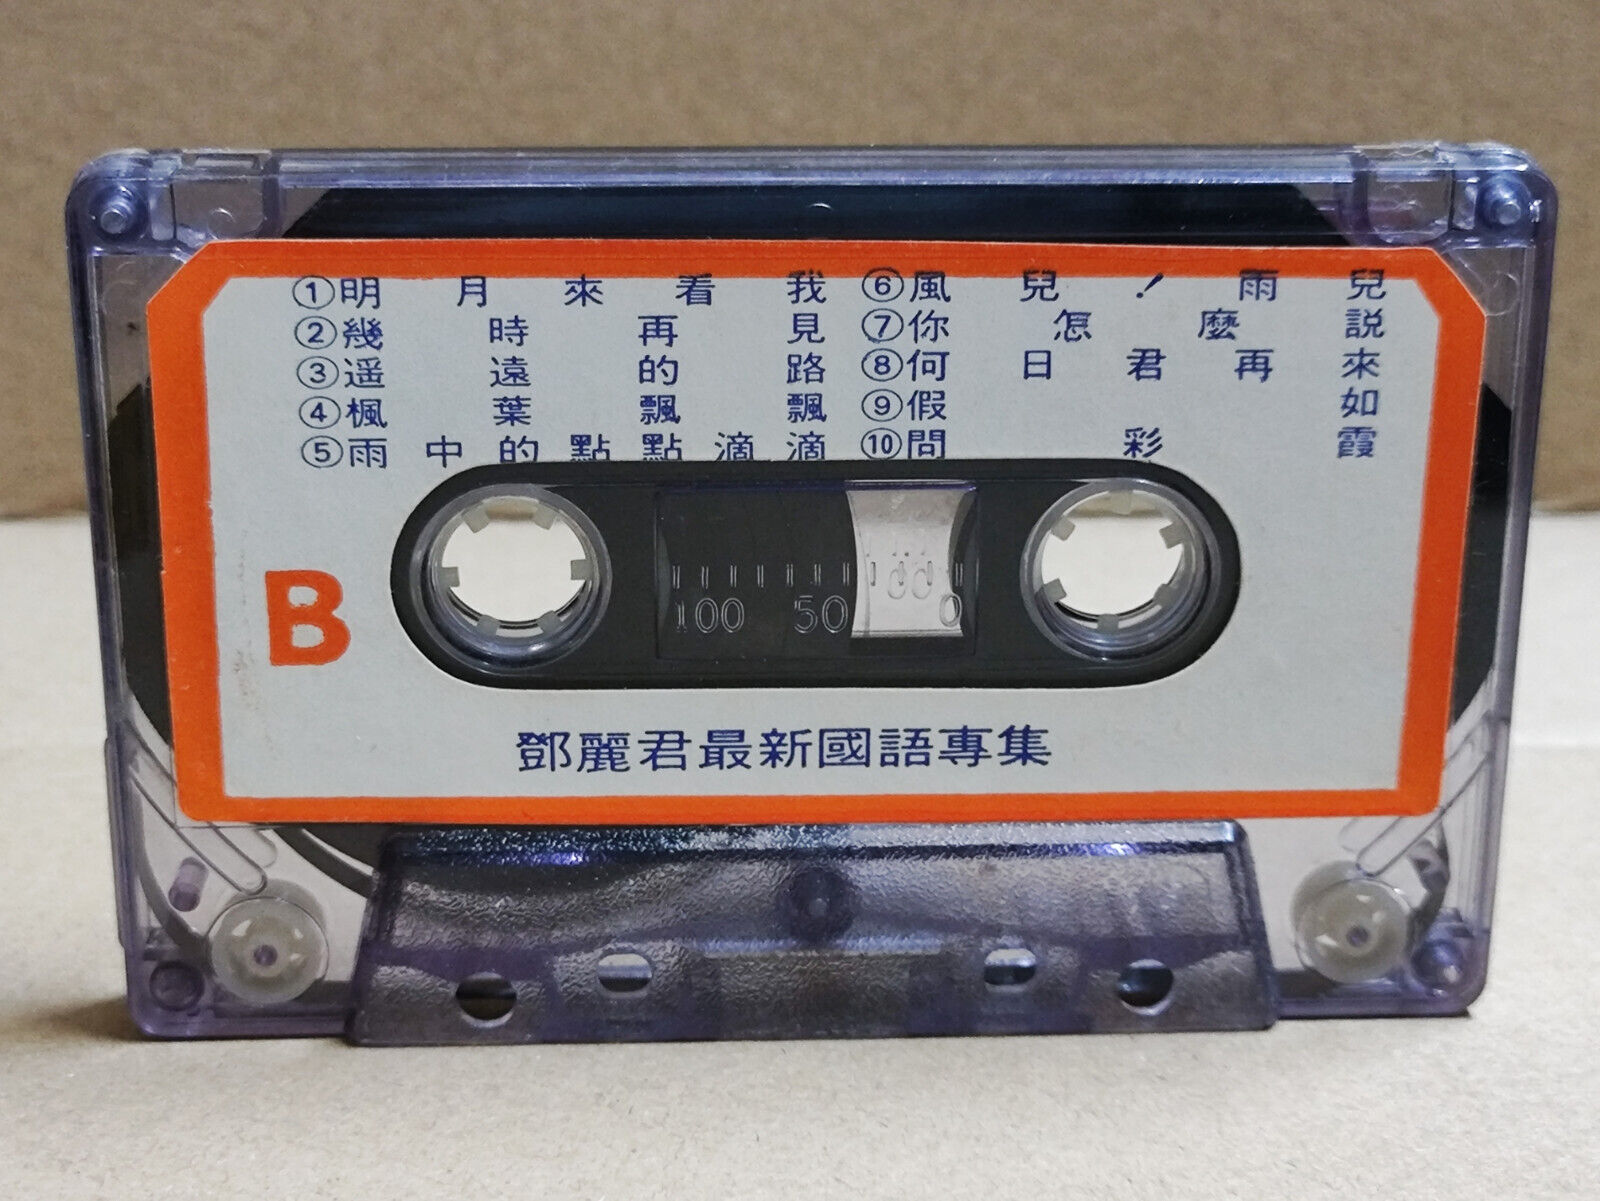 ①明月來看我
②幾時再見
③遥遠的路
④楓葉飄飄
⑤雨中的點點滴滴
⑥風兒！雨兒
⑦你怎麼説
⑧何日君再來
⑨假如
⑩問彩霞
B
100 50 0
鄧麗君最新國語專集